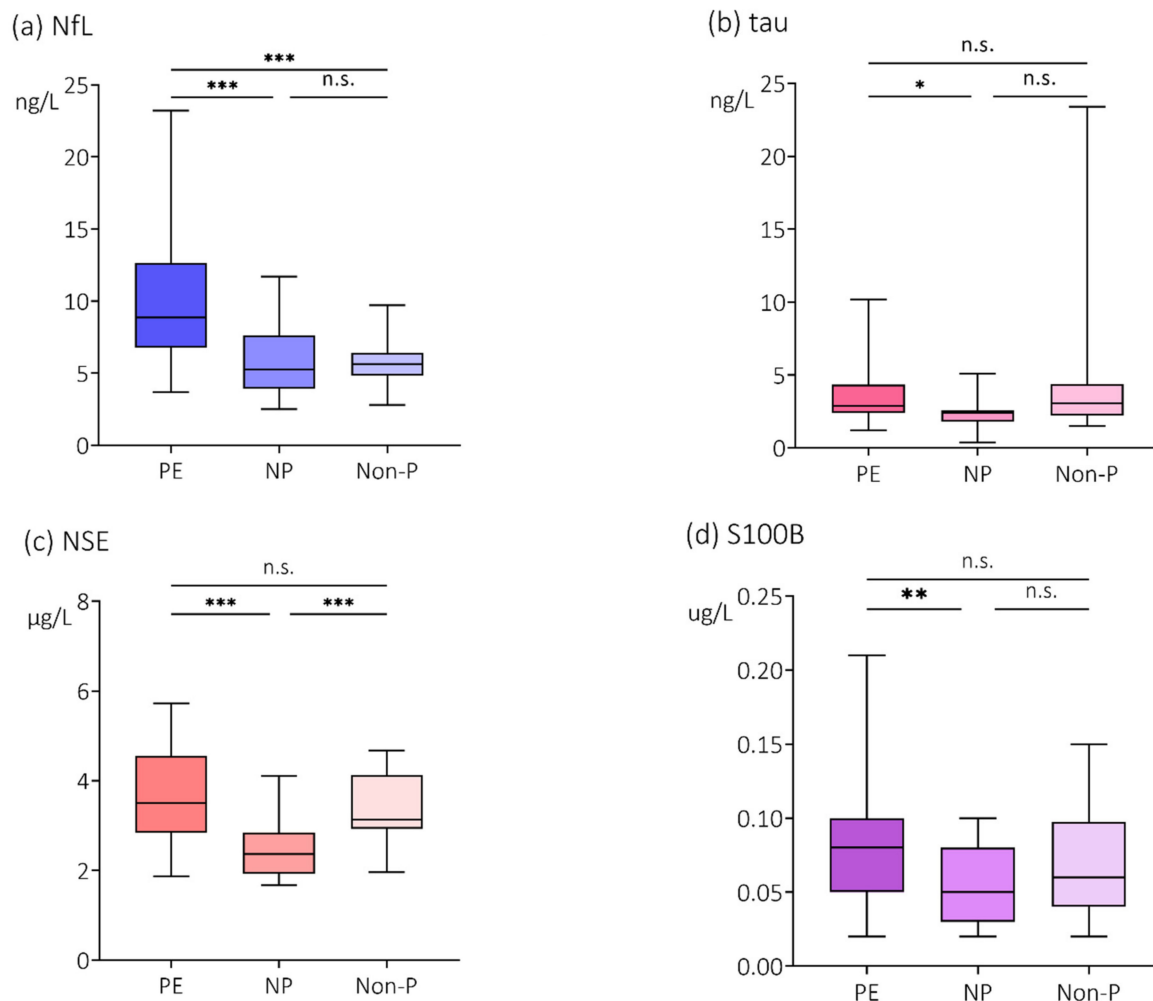 (a) NfL
***
*** n.s.
ng/L
25
20
15
10
5
0
PE NP Non-P
(b) tau
n.s.
* n.s.
ng/L
25
20
15
10
5
0
PE NP Non-P
(c) NSE
n.s.
*** ***
µg/L
8
6
4
2
0
PE NP Non-P
(d) S100B
n.s.
** n.s.
ug/L
0.25
0.20
0.15
0.10
0.05
0.00
PE NP Non-P